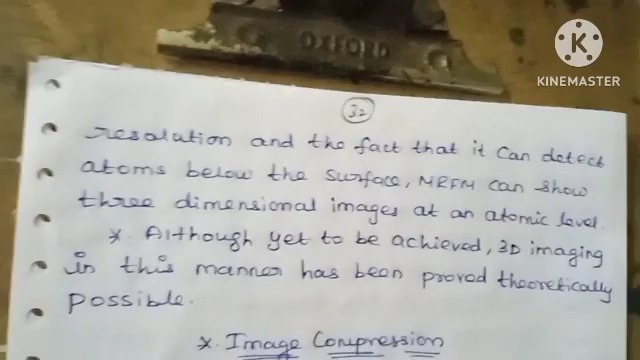 OXFORD
K
KINEMASTER
32
resolution and the fact that it can detect
atoms below the surface, MRFM can show
three dimensional images at an atomic level.
*. Although yet to be achieved, 3D imaging
in this manner has been proved theoretically
possible.
*. Image Compression